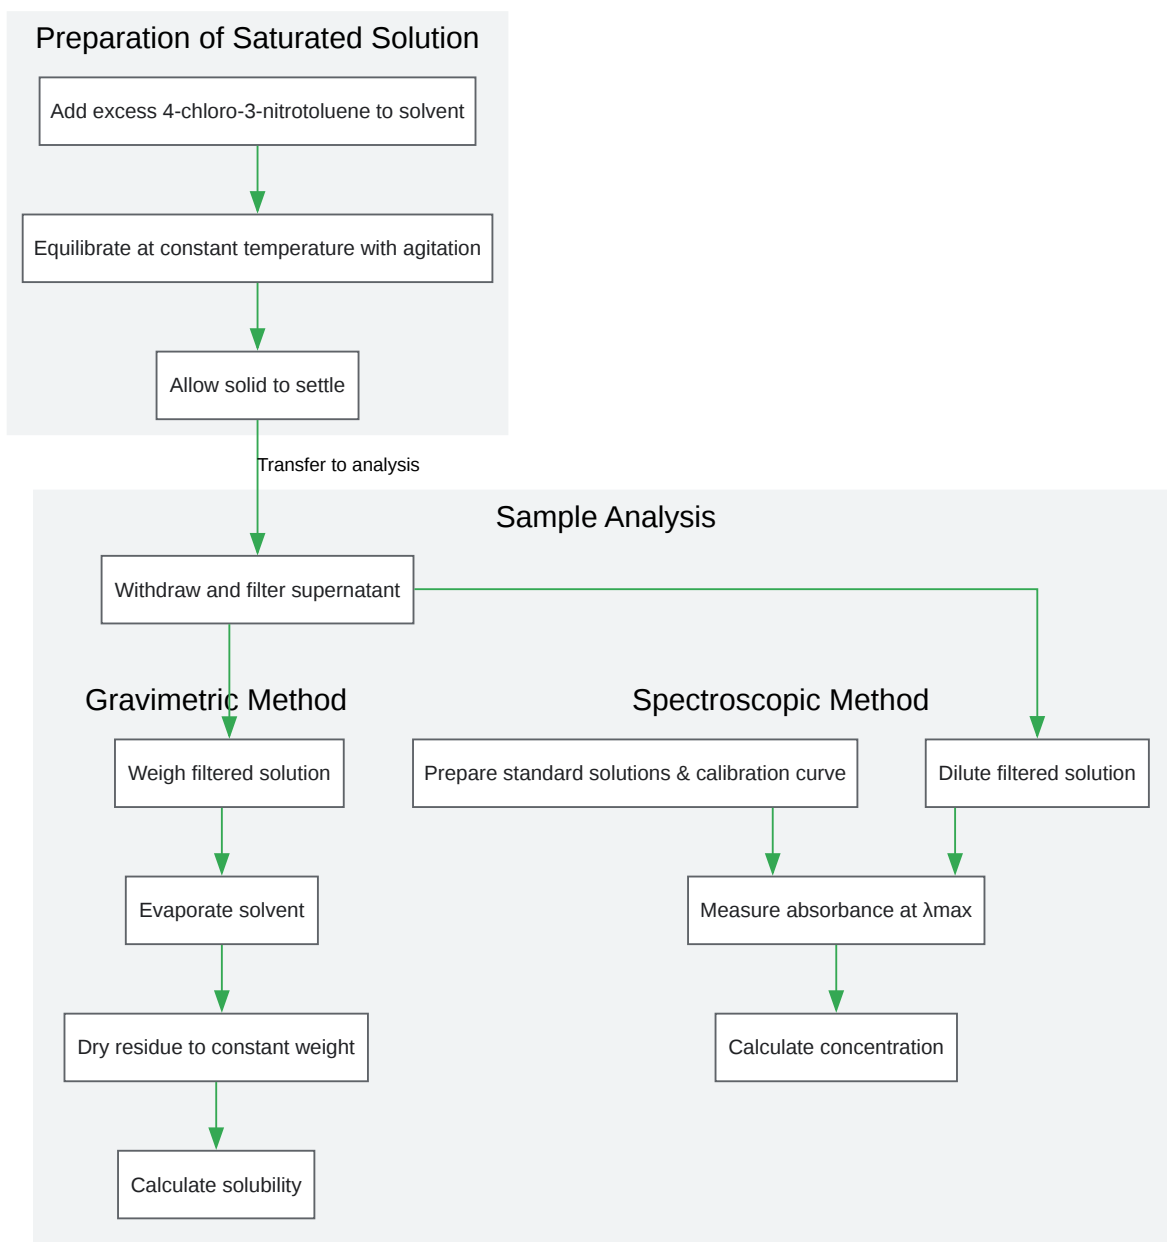 Preparation of Saturated Solution
Add excess 4-chloro-3-nitrotoluene to solvent
Equilibrate at constant temperature with agitation
Allow solid to settle
Transfer to analysis
Sample Analysis
Withdraw and filter supernatant
Gravimetric Method
Spectroscopic Method
Weigh filtered solution
Prepare standard solutions & calibration curve
Dilute filtered solution
Evaporate solvent
Measure absorbance at λmax
Dry residue to constant weight
Calculate concentration
Calculate solubility